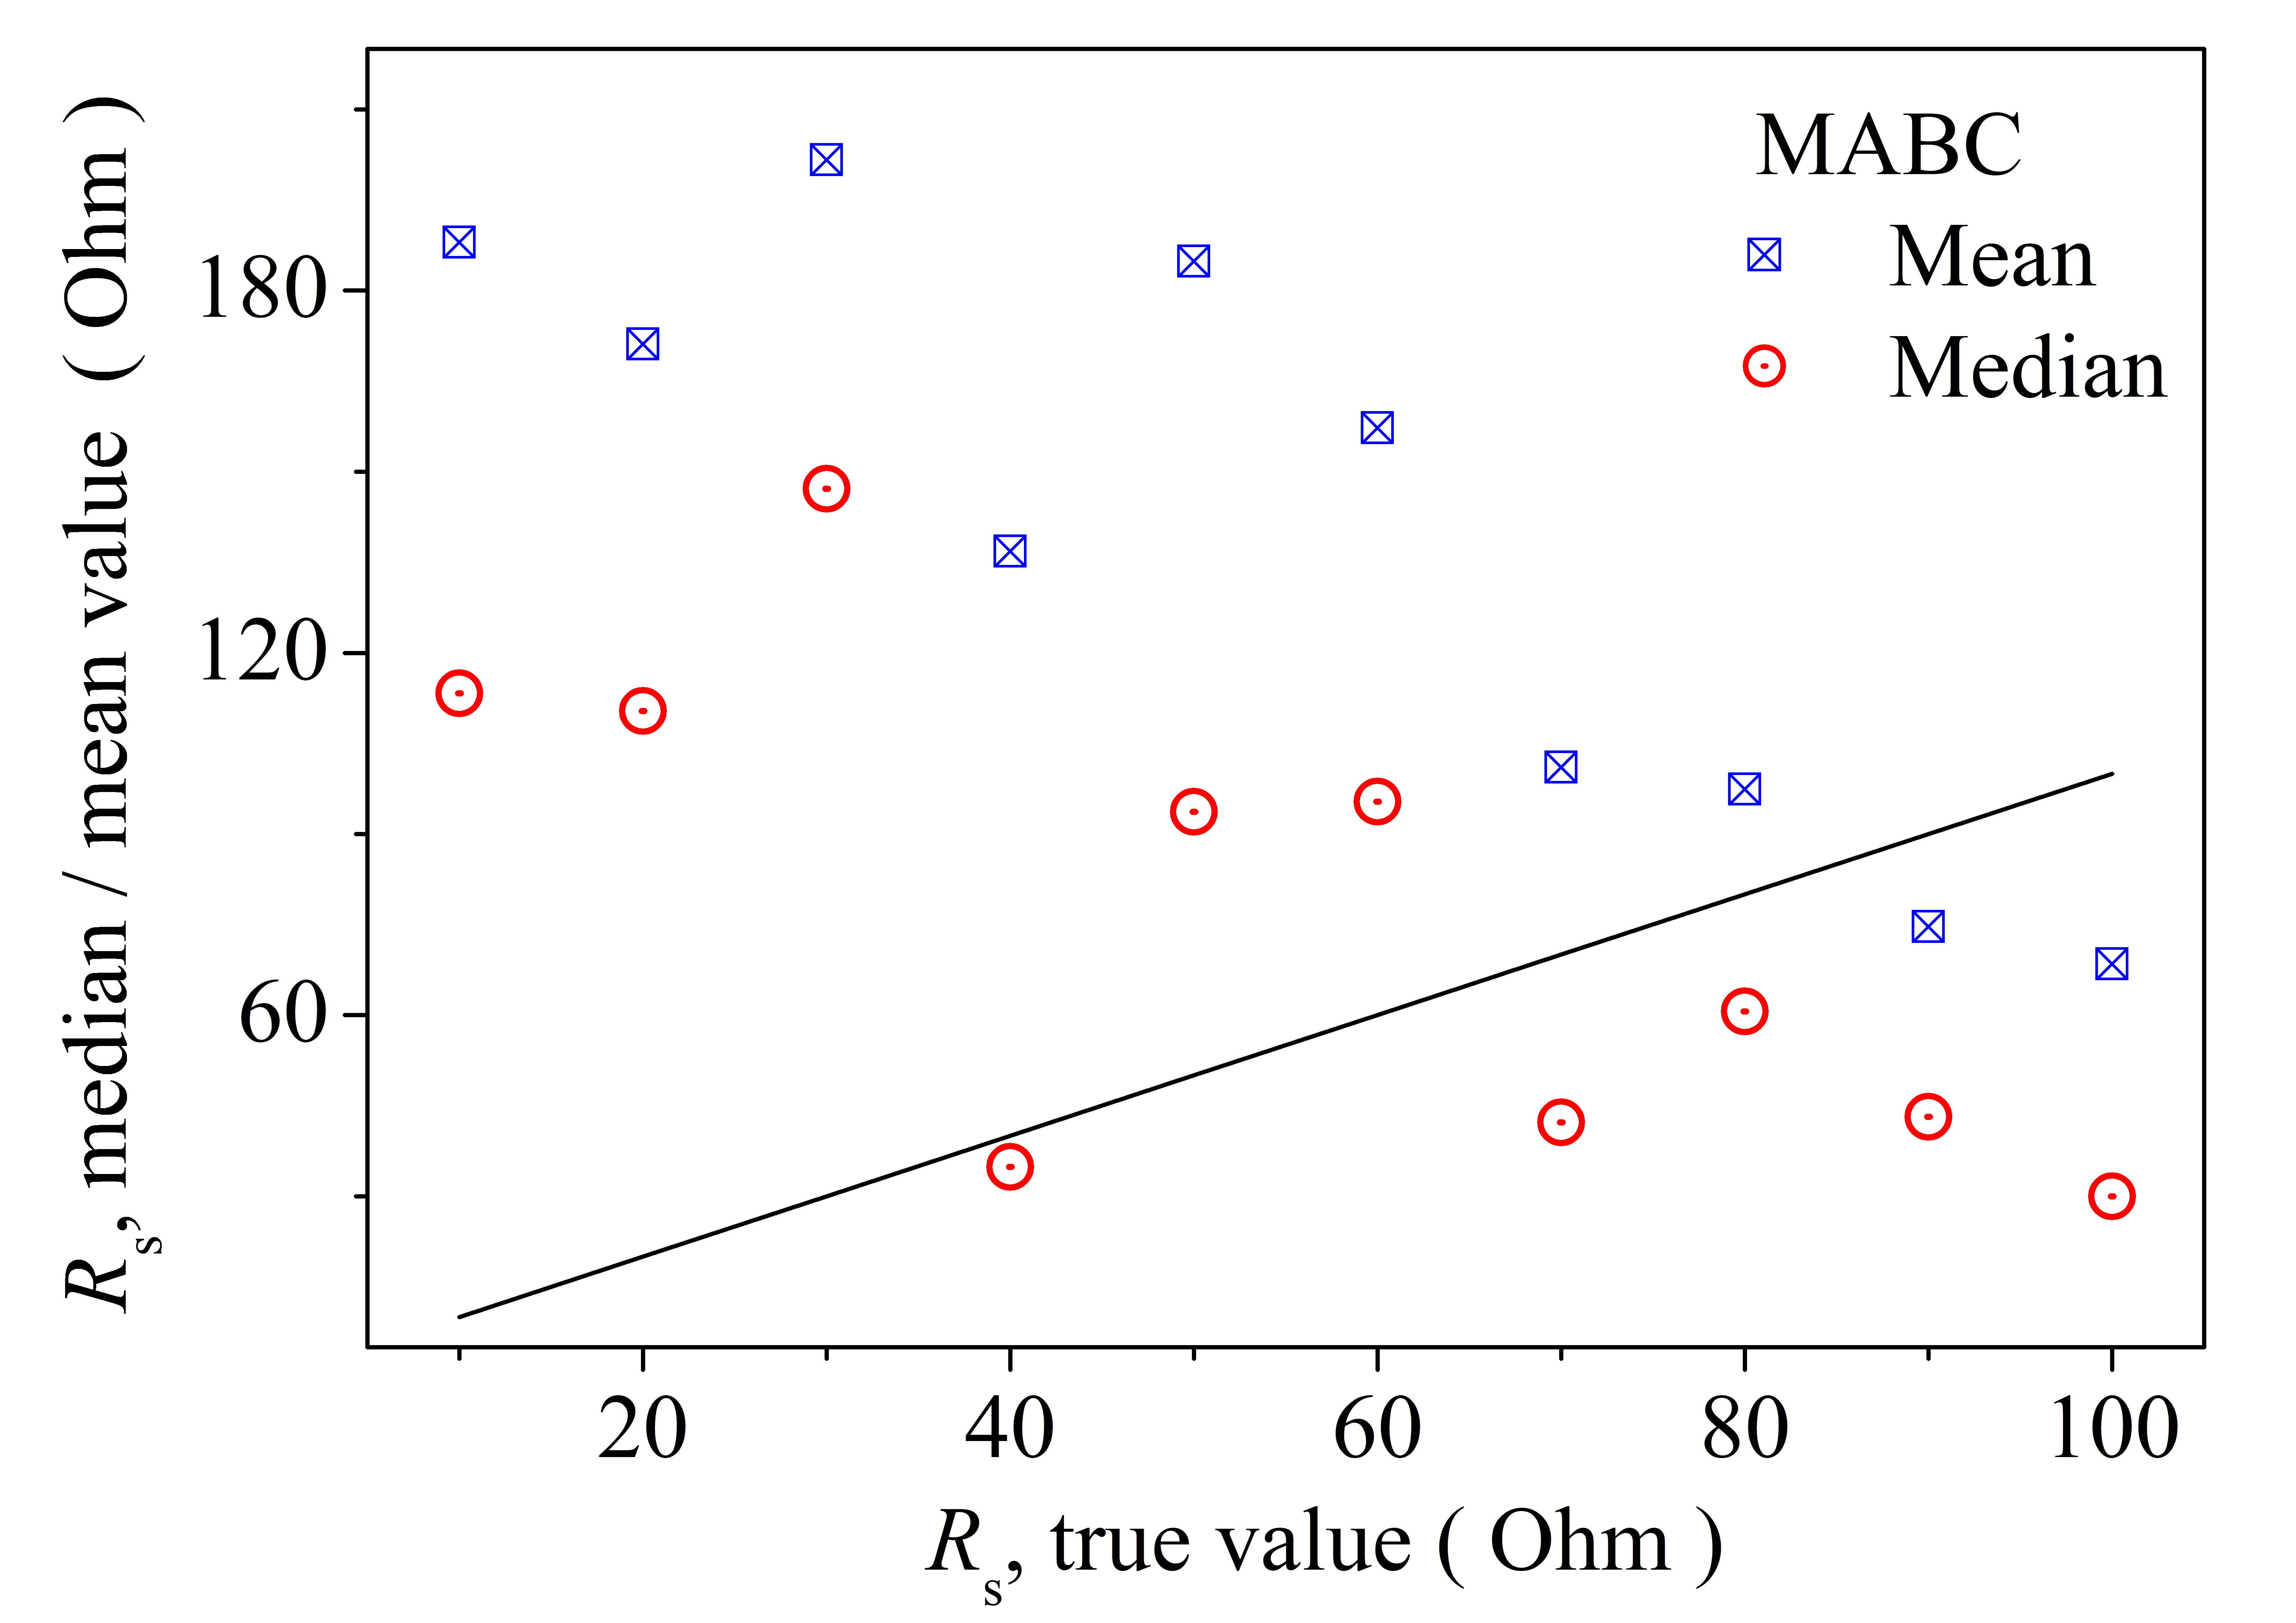 MABC
Mean
Median
180
120
60
20 40 60 80 100
Rs, true value ( Ohm )
Rs, median / mean value ( Ohm )